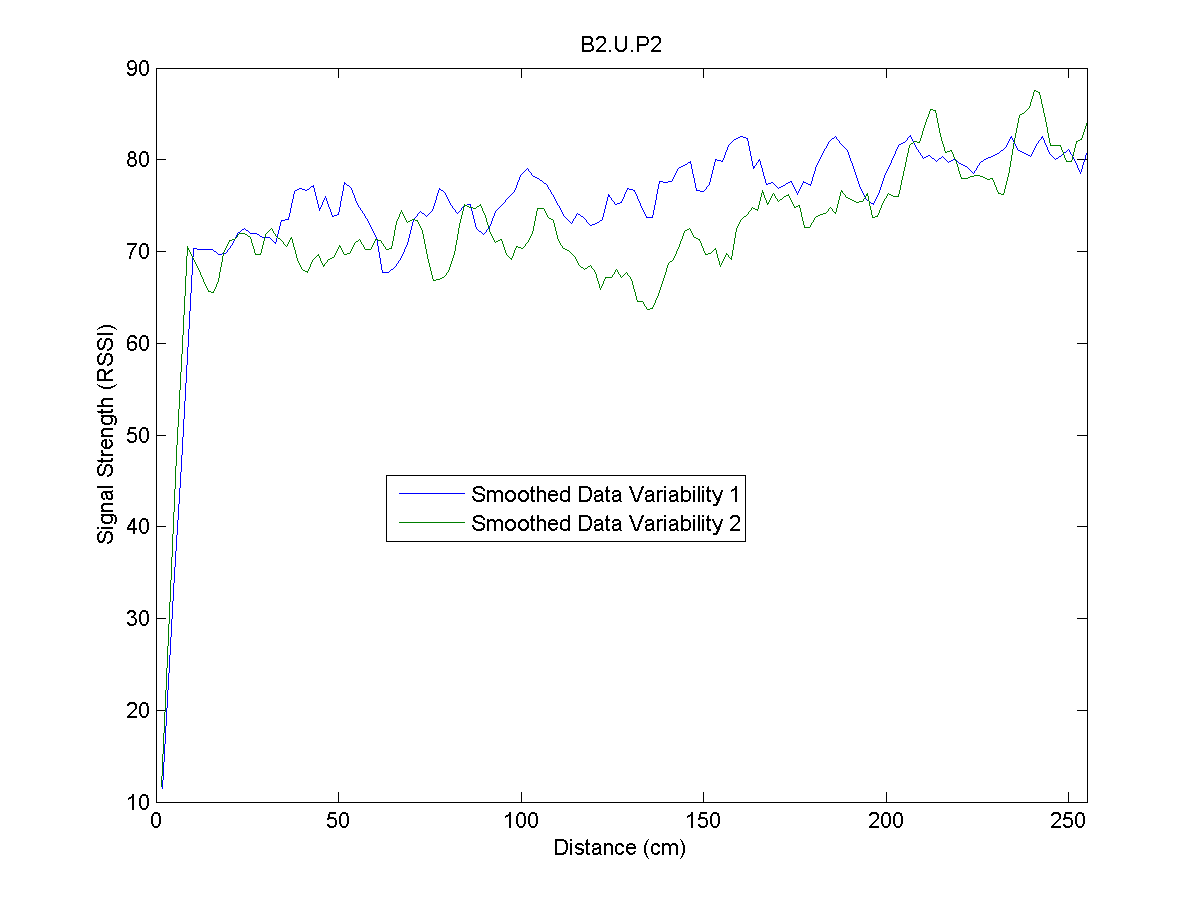 B2.U.P2
90
80
70
60
50
40
30
20
10
Signal Strength (RSSI)
Smoothed Data Variability 1
Smoothed Data Variability 2
0 50 100 150 200 250
Distance (cm)